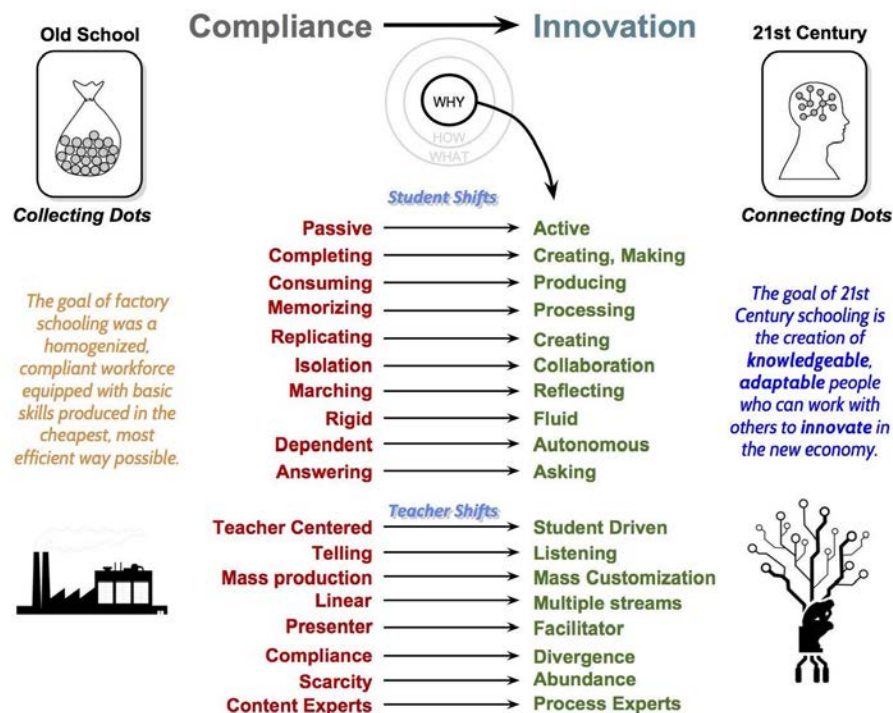 Compliance Innovation
Old School
21st Century
WHY
HOW
WHAT
Collecting Dots
Connecting Dots
Student Shifts
Passive Active
Completing Creating, Making
Consuming Producing
Memorizing Processing
Replicating Creating
Isolation Collaboration
Marching Reflecting
Rigid Fluid
Dependent Autonomous
Answering Asking
The goal of factory
schooling was a
homogenized,
compliant workforce
equipped with basic
skills produced in the
cheapest, most
efficient way possible.
The goal of 21st
Century schooling is
the creation of
knowledgeable,
adaptable people
who can work with
others to innovate in
the new economy.
Teacher Shifts
Teacher Centered Student Driven
Telling Listening
Mass production Mass Customization
Linear Multiple streams
Presenter Facilitator
Compliance Divergence
Scarcity Abundance
Content Experts Process Experts